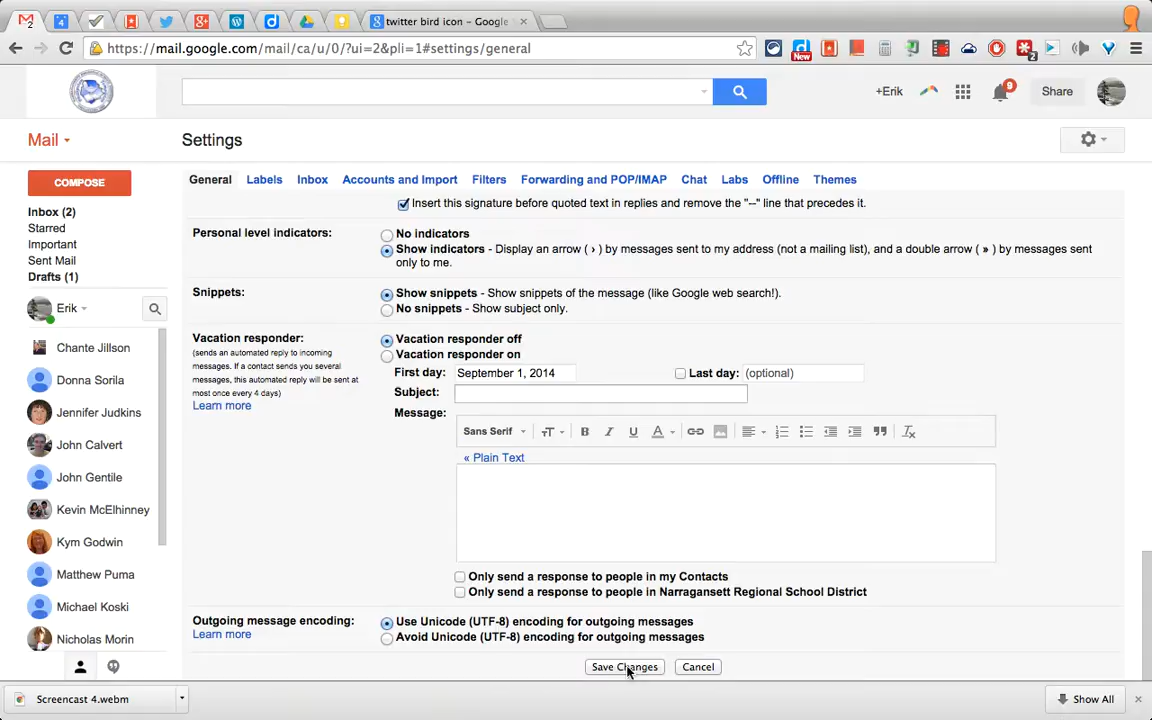 twitter bird icon - Google
https://mail.google.com/mail/ca/u/0/?ui=2&pli=1#settings/general
New
2
+Erik
9
Share
Mail
Settings
COMPOSE
General Labels Inbox Accounts and Import Filters Forwarding and POP/IMAP Chat Labs Offline Themes
Inbox (2)
Starred
Important
Sent Mail
Drafts (1)
Erik
Chante Jillson
Donna Sorila
Jennifer Judkins
John Calvert
John Gentile
Kevin McElhinney
Kym Godwin
Matthew Puma
Michael Koski
Nicholas Morin
Insert this signature before quoted text in replies and remove the "--" line that precedes it.
Personal level indicators:
No indicators
Show indicators - Display an arrow ( › ) by messages sent to my address (not a mailing list), and a double arrow ( » ) by messages sent
only to me.
Snippets:
Show snippets - Show snippets of the message (like Google web search!).
No snippets - Show subject only.
Vacation responder:
(sends an automated reply to incoming
messages. If a contact sends you several
messages, this automated reply will be sent at
most once every 4 days)
Learn more
Vacation responder off
Vacation responder on
First day: September 1, 2014 Last day: (optional)
Subject:
Message:
Sans Serif
« Plain Text
Only send a response to people in my Contacts
Only send a response to people in Narragansett Regional School District
Outgoing message encoding:
Learn more
Use Unicode (UTF-8) encoding for outgoing messages
Avoid Unicode (UTF-8) encoding for outgoing messages
Save Changes Cancel
Screencast 4.webm
Show All